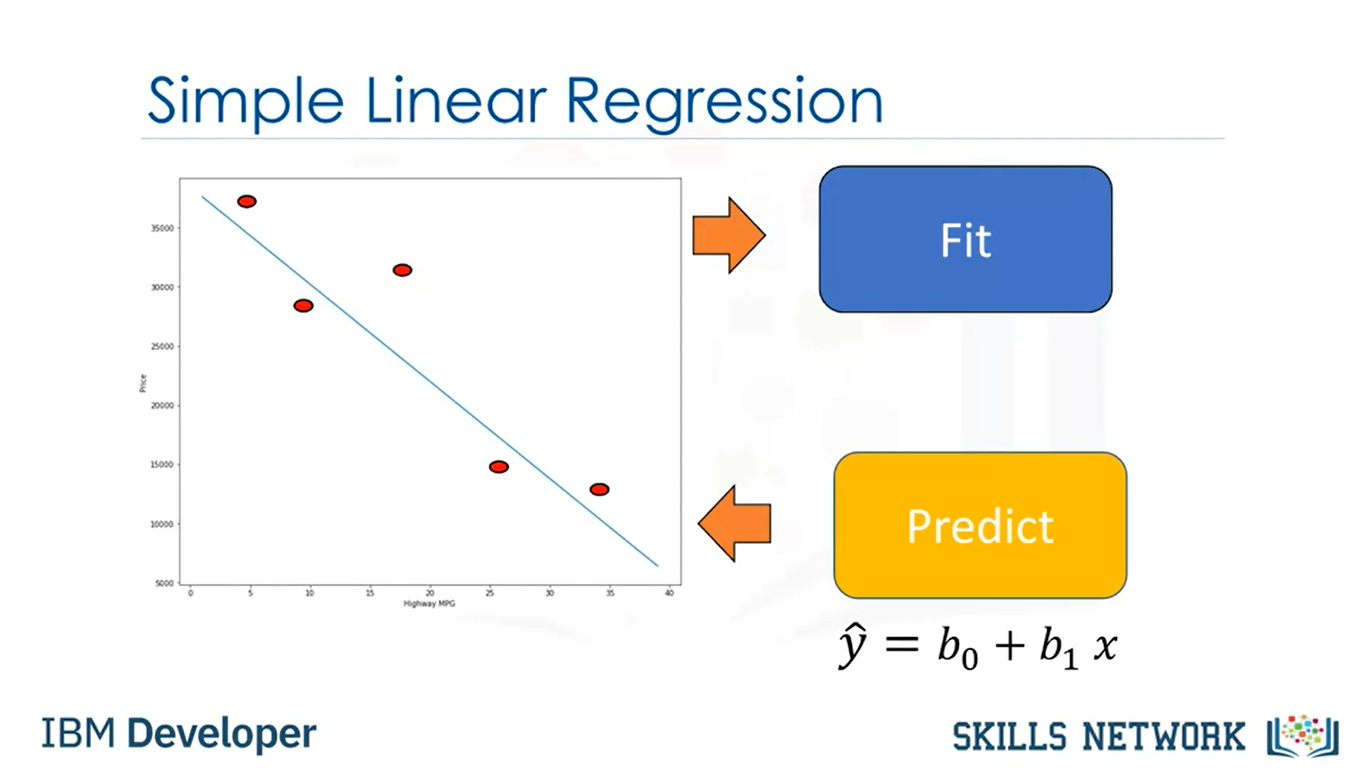 Simple Linear Regression
35000
30000
25000
20000
15000
10000
5000
Price
0 5 10 15 20 25 30 35 40
Highway MPG
Fit
Predict
ŷ = b₀ + b₁ x
IBM Developer
SKILLS NETWORK